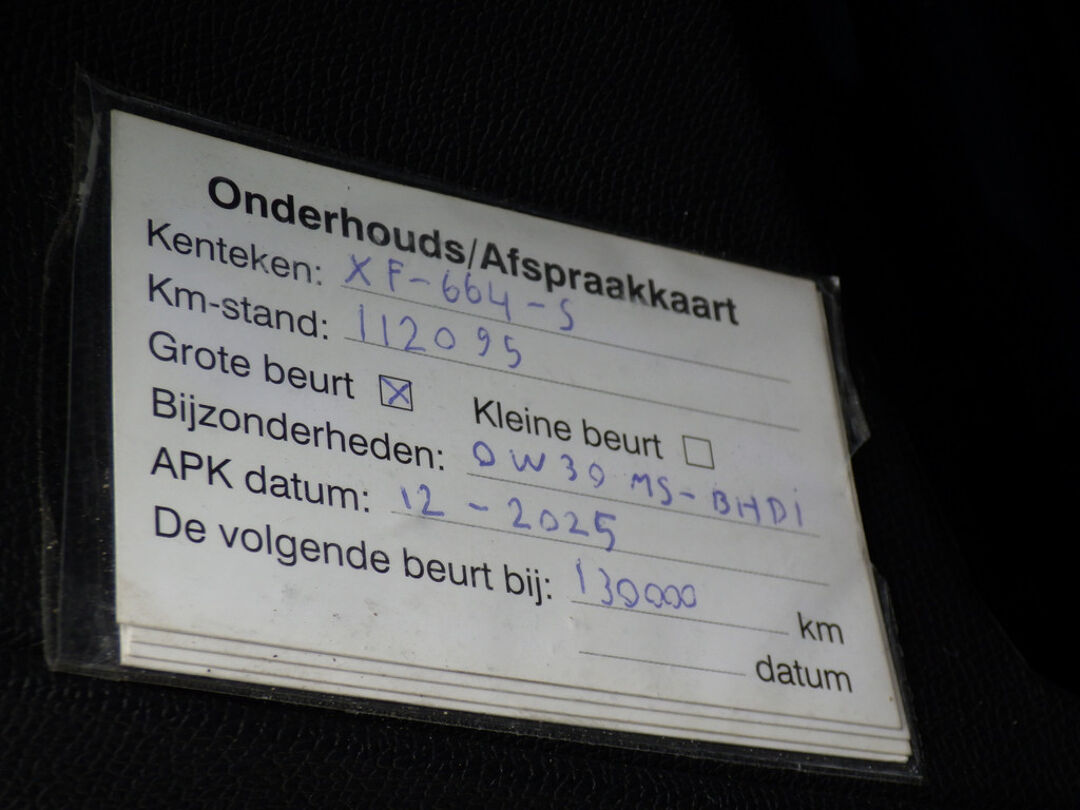 Onderhouds/Afspraakkaart
Kenteken: XF-664-S
Km-stand: 112095
Grote beurt ☒ Kleine beurt ☐
Bijzonderheden: 0W30 MS-BHDI
APK datum: 12-2025
De volgende beurt bij: 130000 km
datum